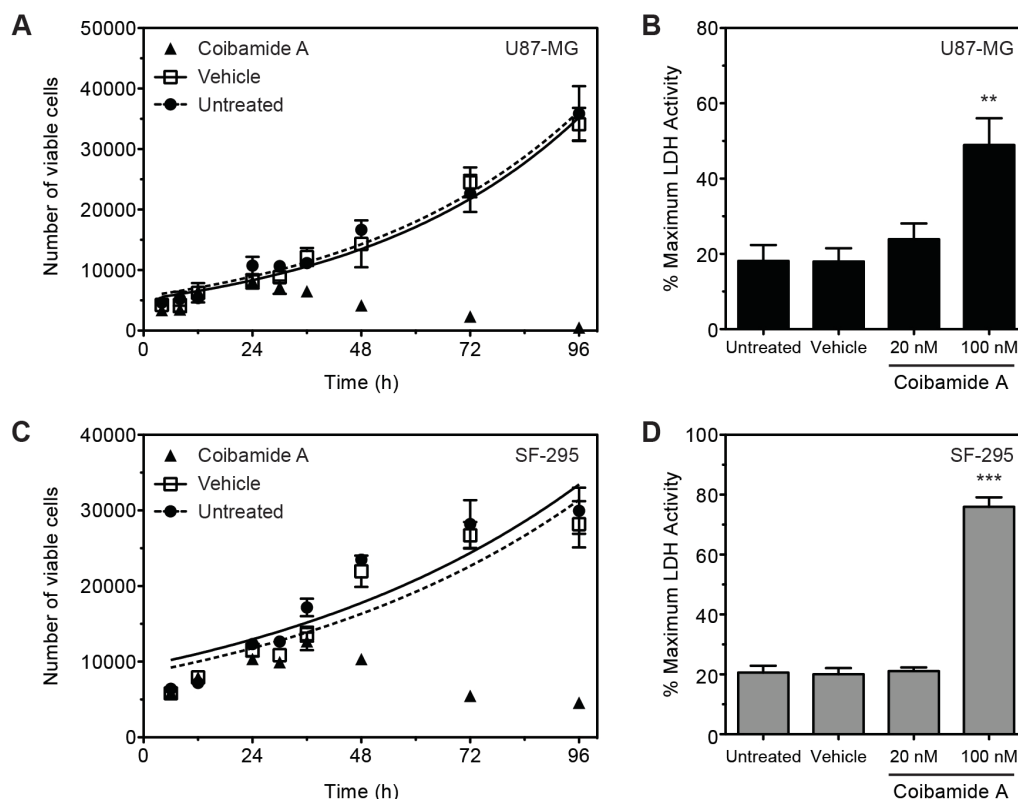 A
50000
40000
30000
20000
10000
0
Number of viable cells
Coibamide A
Vehicle
Untreated
U87-MG
0 24 48 72 96
Time (h)
B
80
60
40
20
0
% Maximum LDH Activity
U87-MG
**
Untreated Vehicle 20 nM 100 nM
Coibamide A
C
40000
30000
20000
10000
0
Number of viable cells
Coibamide A
Vehicle
Untreated
SF-295
0 24 48 72 96
Time (h)
D
100
80
60
40
20
0
% Maximum LDH Activity
SF-295
***
Untreated Vehicle 20 nM 100 nM
Coibamide A